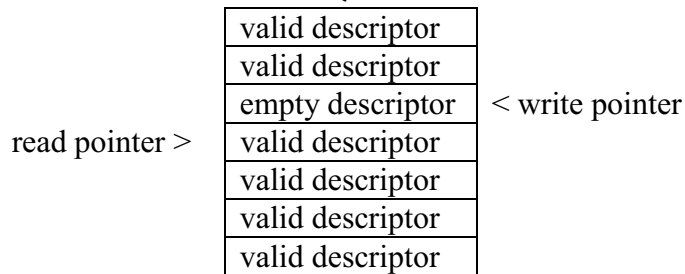 valid descriptor
valid descriptor
empty descriptor < write pointer
read pointer > valid descriptor
valid descriptor
valid descriptor
valid descriptor